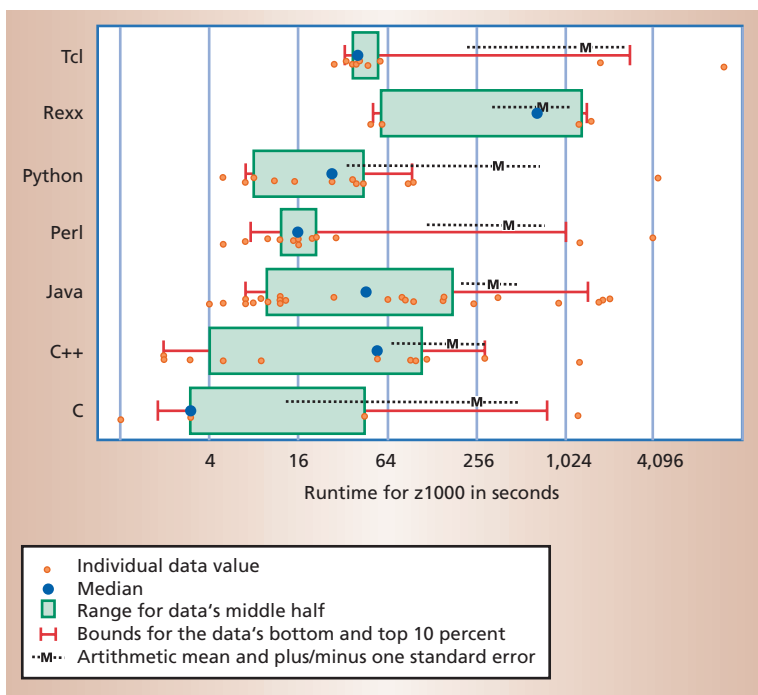 Tcl
Rexx
Python
Perl
Java
C++
C
M
M
M
M
M
M
M
4 16 64 256 1,024 4,096
Runtime for z1000 in seconds
Individual data value
Median
Range for data's middle half
Bounds for the data's bottom and top 10 percent
M Artithmetic mean and plus/minus one standard error